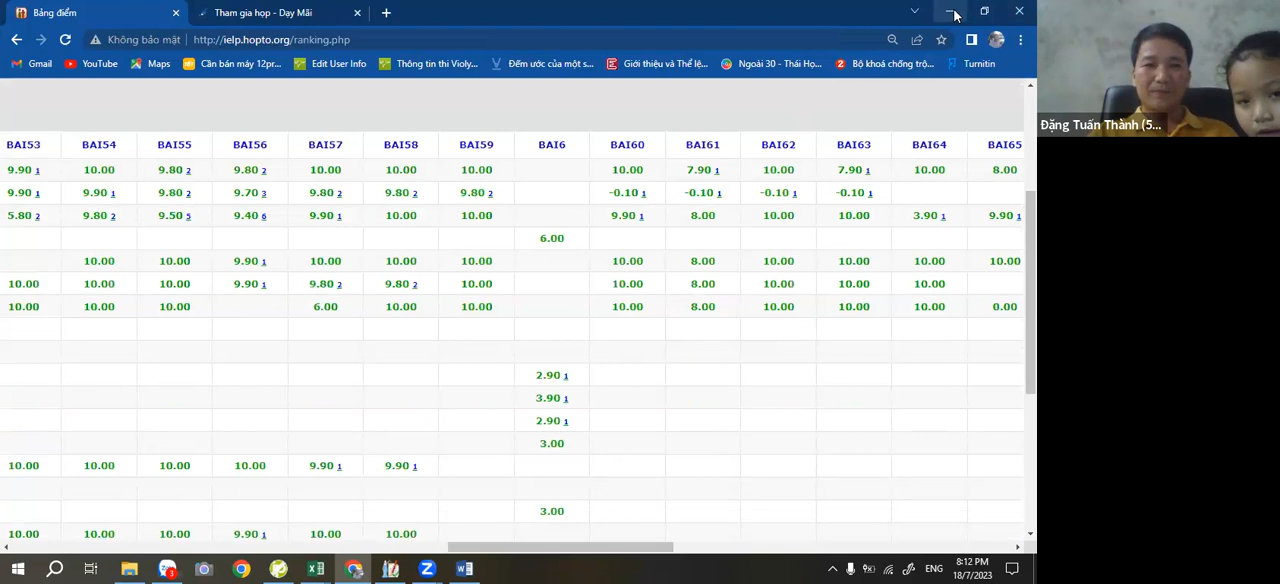 Bảng điểm
Tham gia họp - Dạy Mãi
Không bảo mật http://ielp.hopto.org/ranking.php
Gmail YouTube Maps Cần bán máy 12pr... Edit User Info Thông tin thi Violy... Đếm ước của một s... Giới thiệu và Thể lệ... Ngoài 30 - Thái Họ... Bộ khoá chống trộ... Turnitin
Đặng Tuấn Thành (5...
BAI53 BAI54 BAI55 BAI56 BAI57 BAI58 BAI59 BAI6 BAI60 BAI61 BAI62 BAI63 BAI64 BAI65
9.90 1 10.00 9.80 2 9.80 2 10.00 10.00 10.00 10.00 7.90 1 10.00 7.90 1 10.00 8.00
9.90 1 9.90 1 9.80 2 9.70 3 9.80 2 9.80 2 9.80 2 -0.10 1 -0.10 1 -0.10 1 -0.10 1
5.80 2 9.80 2 9.50 5 9.40 6 9.90 1 10.00 10.00 9.90 1 8.00 10.00 10.00 3.90 1 9.90 1
6.00
10.00 10.00 9.90 1 10.00 10.00 10.00 10.00 8.00 10.00 10.00 10.00 10.00
10.00 10.00 10.00 9.90 1 9.80 2 9.80 2 10.00 10.00 8.00 10.00 10.00 10.00
10.00 10.00 10.00 6.00 10.00 10.00 10.00 8.00 10.00 10.00 10.00 0.00
2.90 1
3.90 1
2.90 1
3.00
10.00 10.00 10.00 10.00 9.90 1 9.90 1
3.00
10.00 10.00 10.00 9.90 1 10.00 10.00
3
ENG
8:12 PM
18/7/2023